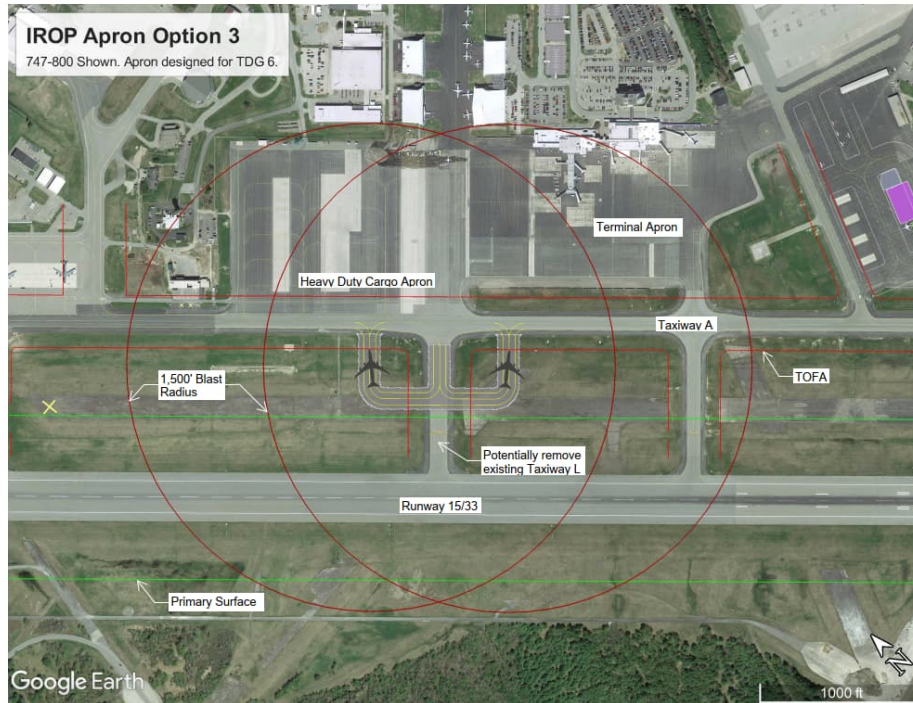 IROP Apron Option 3
747-800 Shown. Apron designed for TDG 6.
Terminal Apron
Heavy Duty Cargo Apron
Taxiway A
1,500' Blast
Radius
TOFA
Potentially remove
existing Taxiway L
Runway 15/33
Primary Surface
N
Google Earth
1000 ft